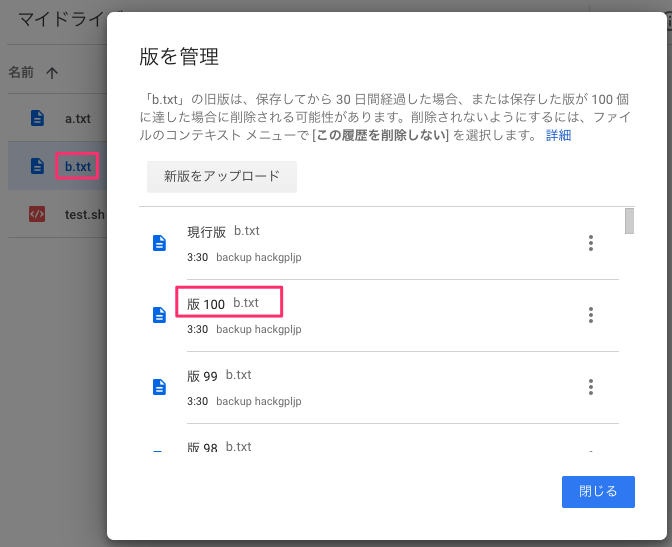 マイドライブ
版を管理
名前 ↑
「b.txt」の旧版は、保存してから 30 日間経過した場合、または保存した版が 100 個
に達した場合に削除される可能性があります。削除されないようにするには、ファイ
ルのコンテキスト メニューで [この履歴を削除しない] を選択します。 詳細
a.txt
b.txt
test.sh
新版をアップロード
現行版 b.txt
3:30 backup hackgpljp
版 100 b.txt
3:30 backup hackgpljp
版 99 b.txt
3:30 backup hackgpljp
版 98 b.txt
閉じる